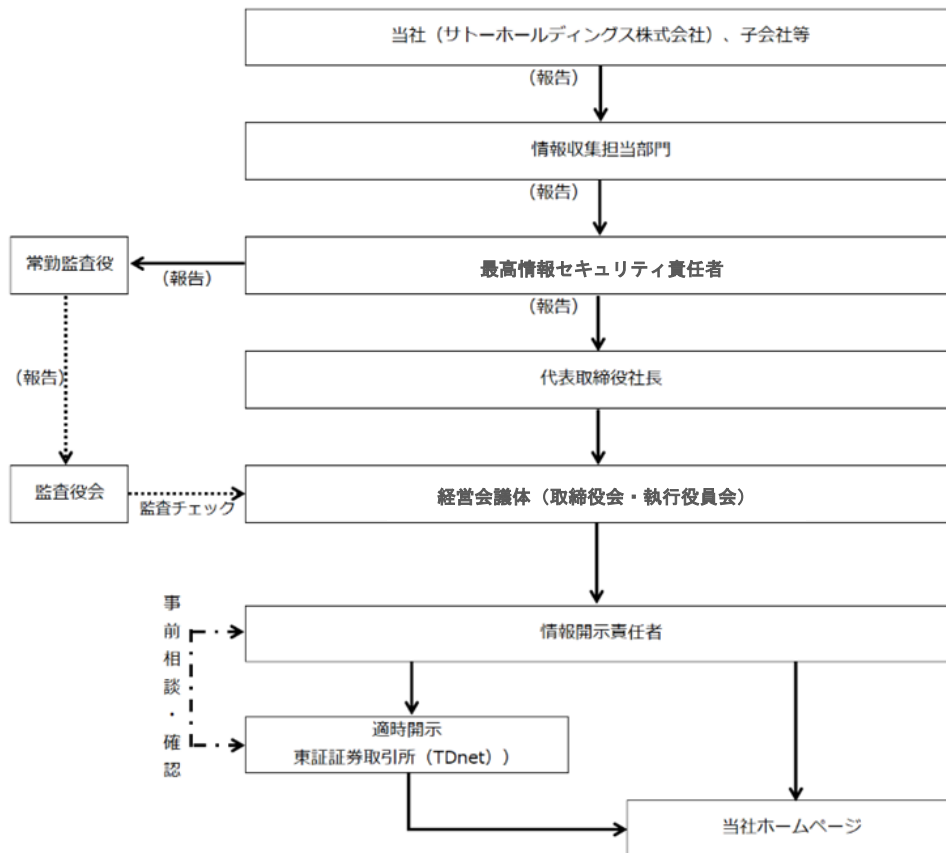 当社（サトーホールディングス株式会社）、子会社等
（報告）
情報収集担当部門
（報告）
常勤監査役
（報告）
最高情報セキュリティ責任者
（報告）
（報告）
代表取締役社長
監査役会
監査チェック
経営会議体（取締役会・執行役員会）
事前相談・確認
情報開示責任者
適時開示
東証証券取引所（TDnet））
当社ホームページ